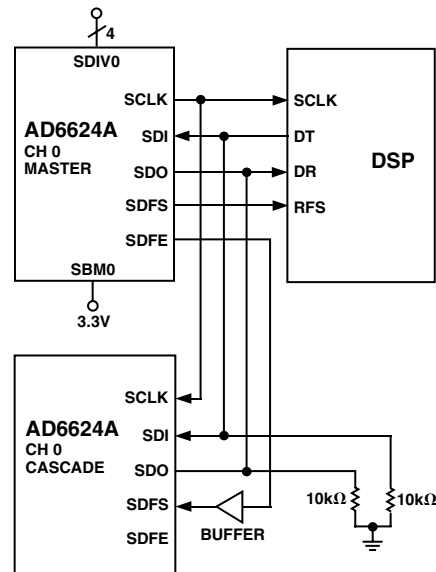 4
SDIV0
AD6624A
CH 0
MASTER
SCLK
SDI
SDO
SDFS
SDFE
SBM0
3.3V
SCLK
DT
DR
RFS
DSP
AD6624A
CH 0
CASCADE
SCLK
SDI
SDO
SDFS
SDFE
BUFFER
10kΩ
10kΩ